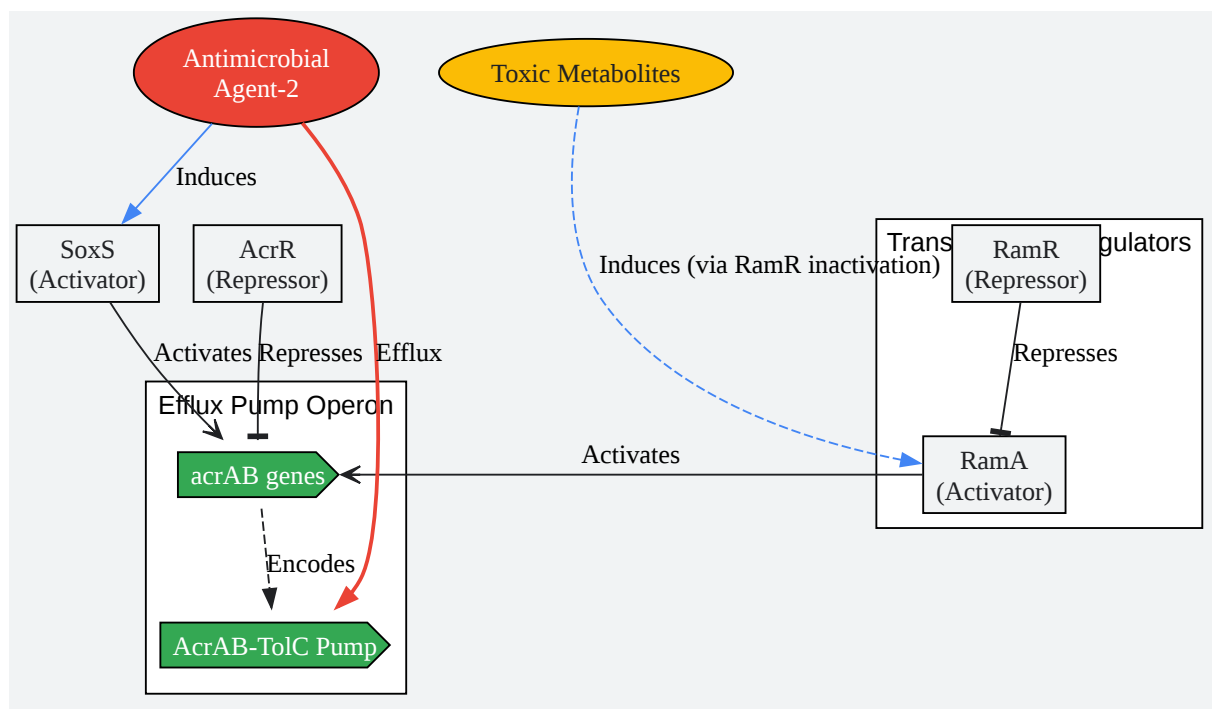 Antimicrobial
Agent-2
Toxic Metabolites
Induces
SoxS
(Activator)
AcrR
(Repressor)
Induces (via RamR inactivation)
RamR
(Repressor)
Activates
Represses
Efflux
Represses
Efflux Pump Operon
acrAB genes
Activates
RamA
(Activator)
Encodes
AcrAB-TolC Pump